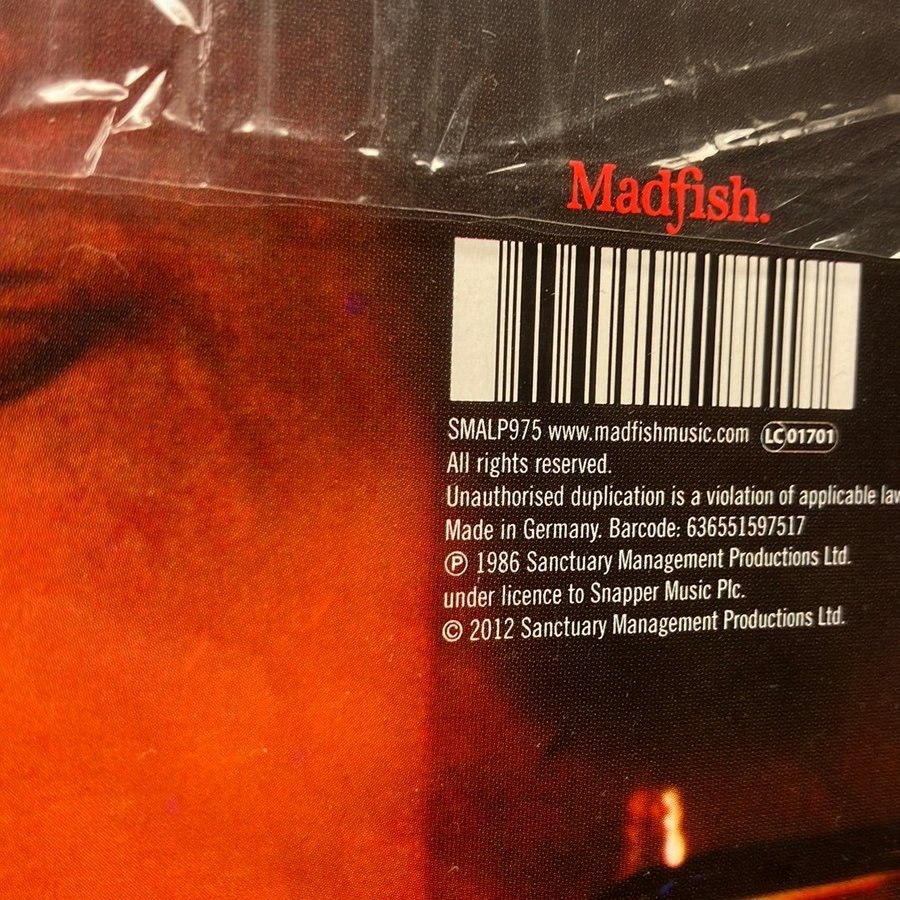 Madfish.
SMALP975 www.madfishmusic.com LC 01701
All rights reserved.
Unauthorised duplication is a violation of applicable
Made in Germany. Barcode: 636551597517
Ⓟ 1986 Sanctuary Management Productions Ltd.
under licence to Snapper Music Plc.
© 2012 Sanctuary Management Productions Ltd.